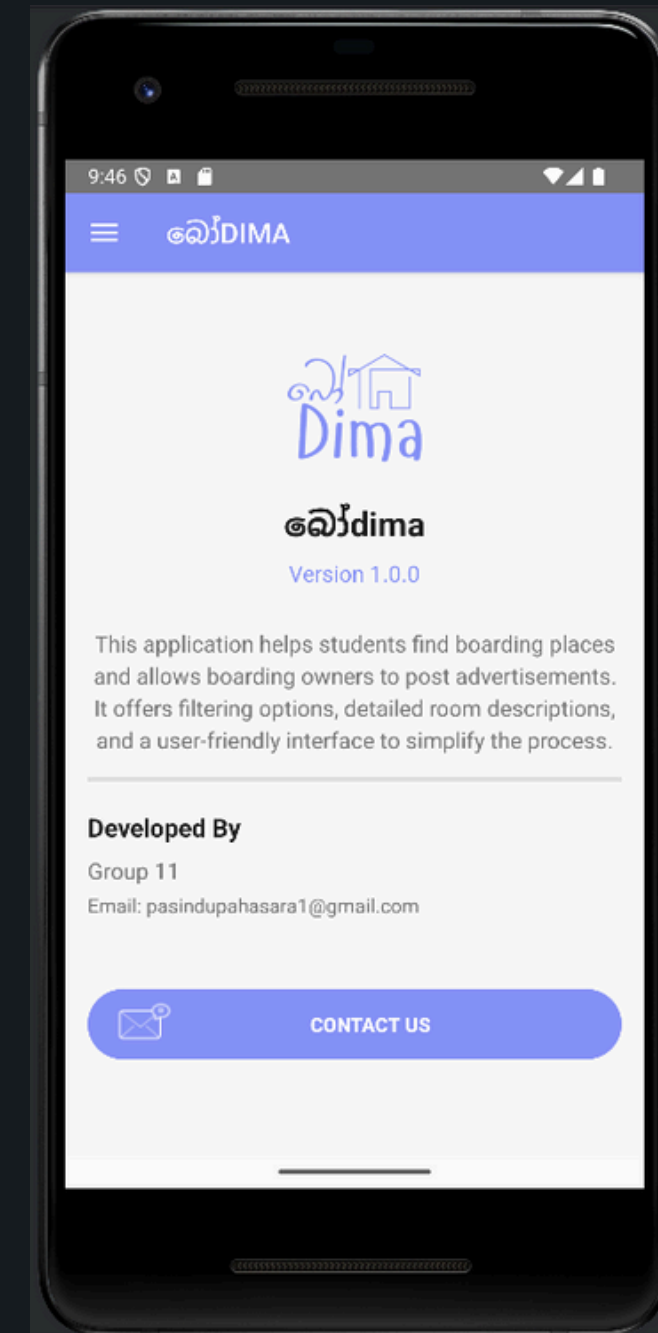 9:46
බෝDIMA
බෝ
Dima
බෝdima
Version 1.0.0
This application helps students find boarding places
and allows boarding owners to post advertisements.
It offers filtering options, detailed room descriptions,
and a user-friendly interface to simplify the process.
Developed By
Group 11
Email: pasindupahasara1@gmail.com
CONTACT US